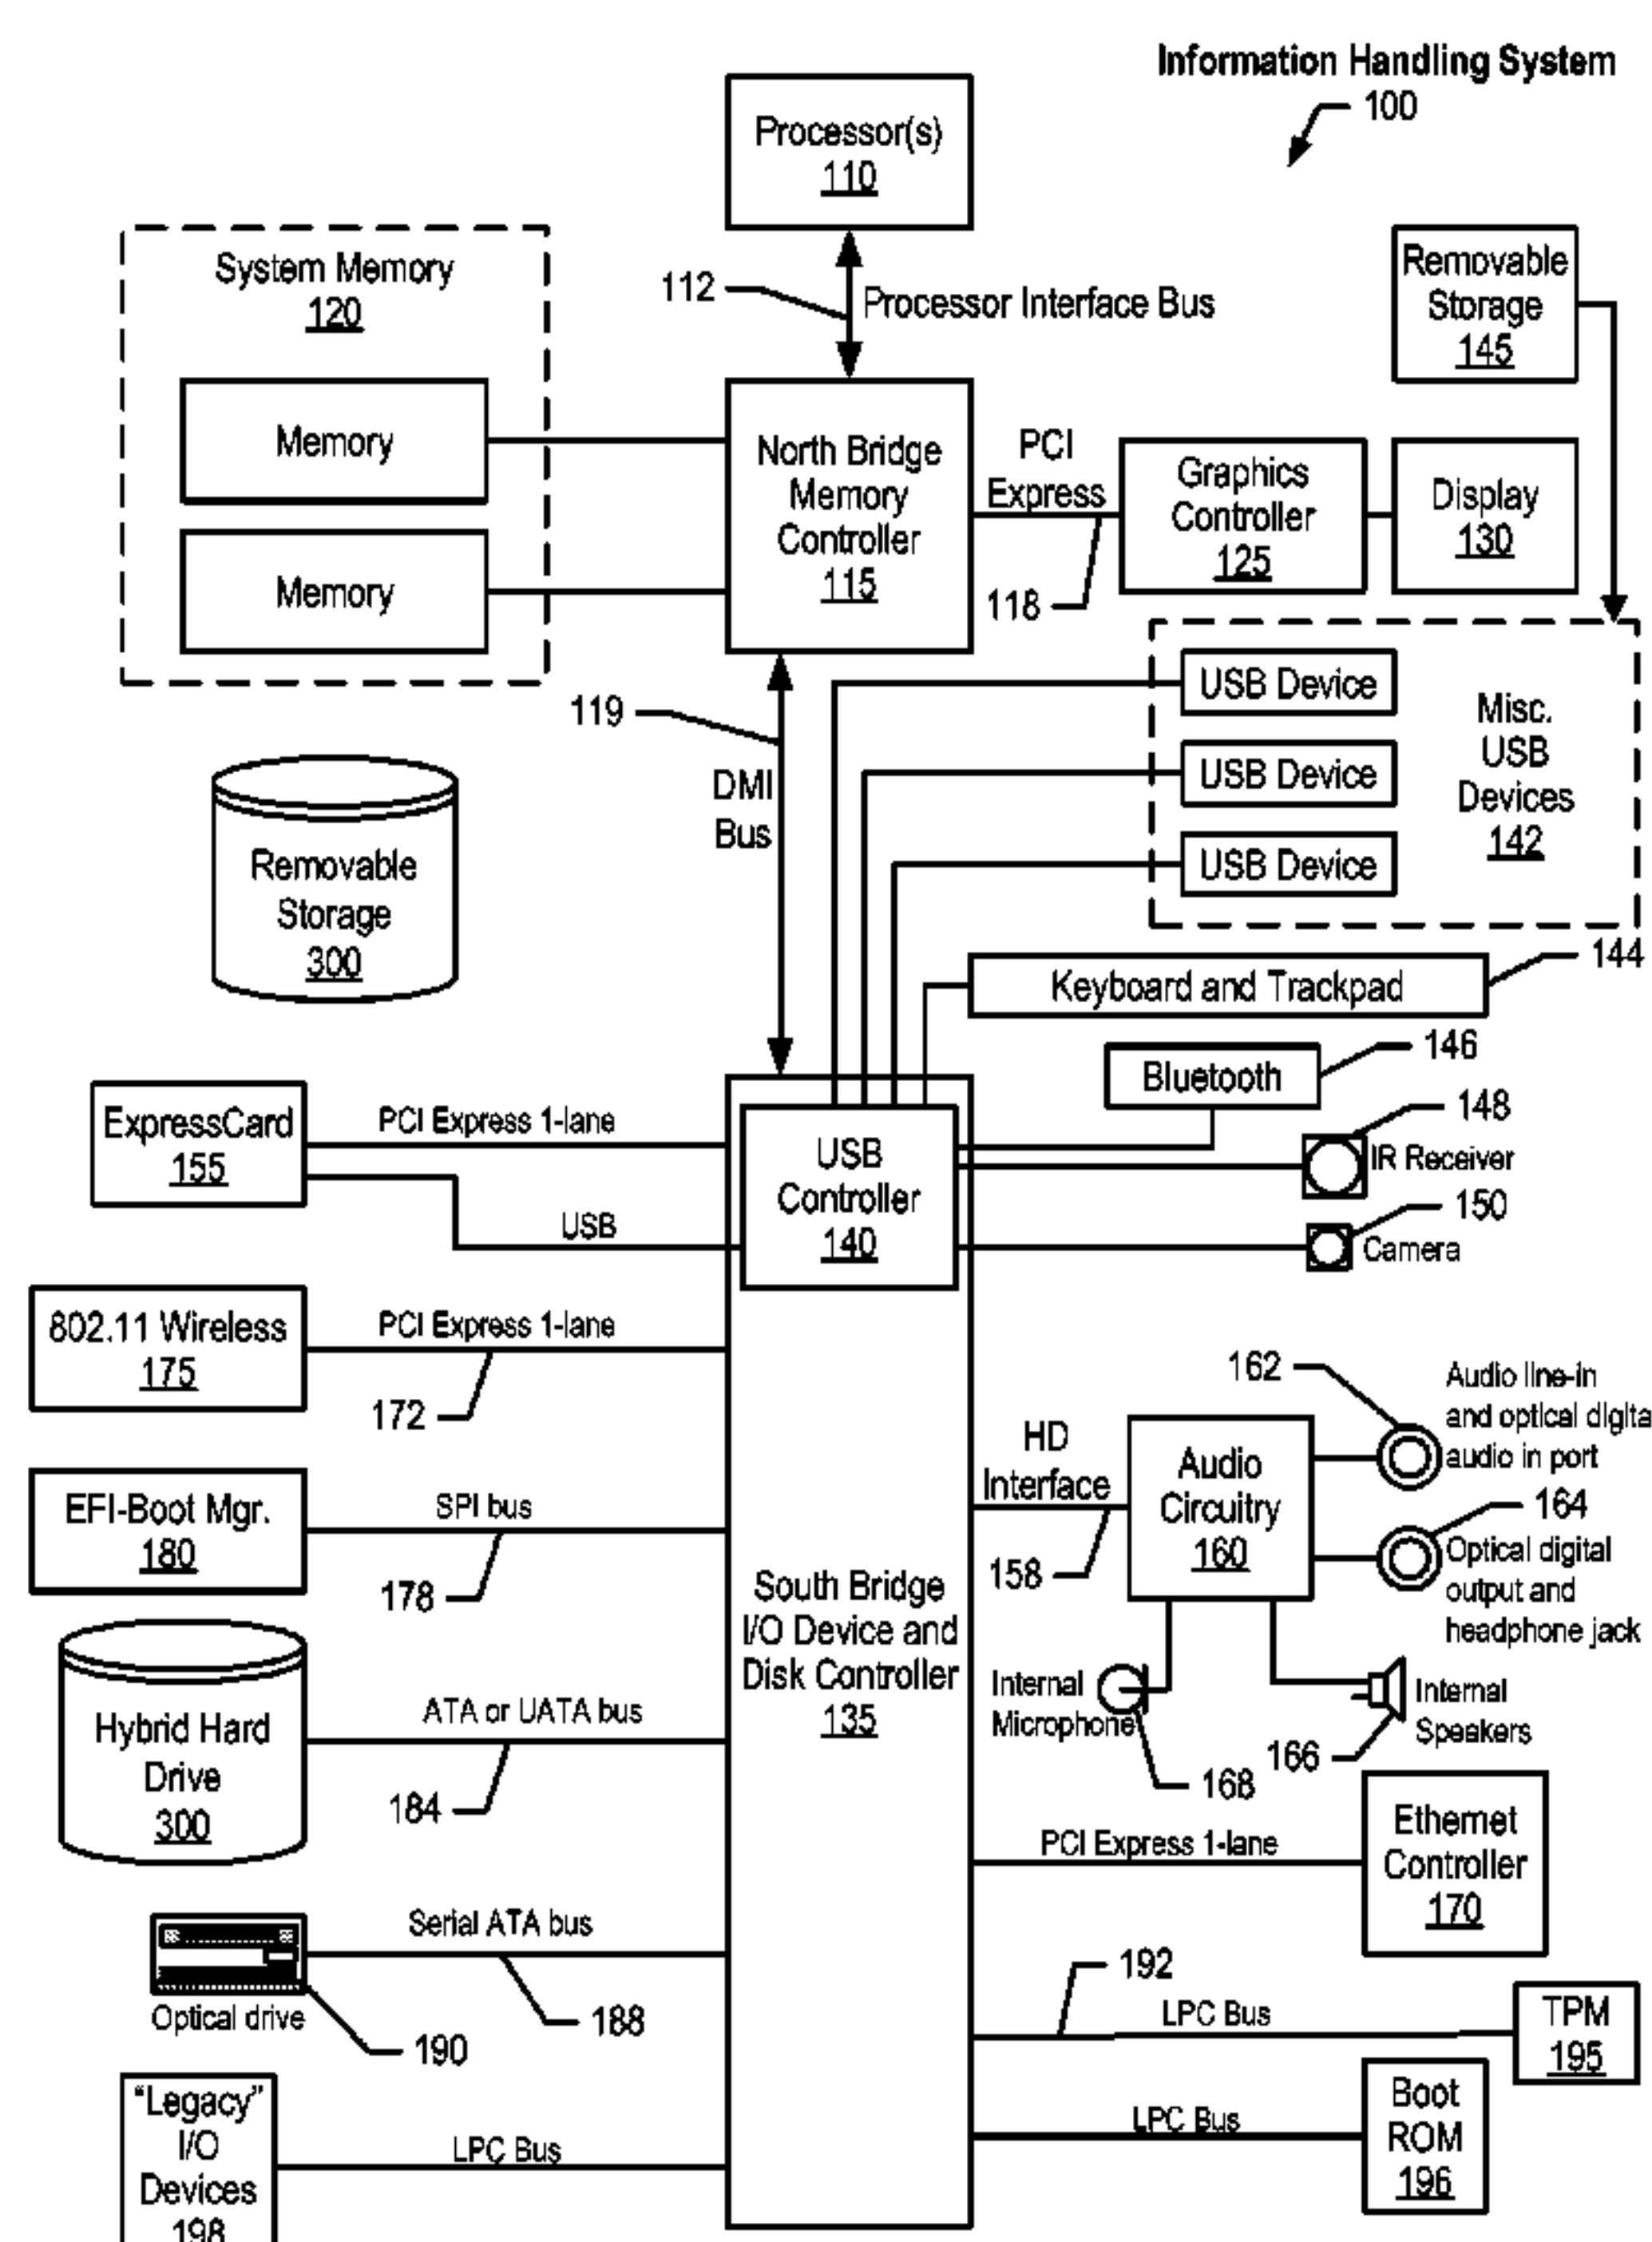 Information Handling System
100
Processor(s)
110
System Memory
120
112
Processor Interface Bus
Removable
Storage
145
Memory
Memory
North Bridge
Memory
Controller
115
PCI
Express
118
Graphics
Controller
125
Display
130
119
DMI
Bus
USB Device
USB Device
USB Device
Misc.
USB
Devices
142
Removable
Storage
300
144
Keyboard and Trackpad
146
Bluetooth
148
IR Receiver
150
Camera
ExpressCard
155
PCI Express 1-lane
USB
USB
Controller
140
802.11 Wireless
175
PCI Express 1-lane
172
162
Audio line-in
and optical digita
audio in port
HD
Interface
158
Audio
Circuitry
160
164
Optical digital
output and
headphone jack
EFI-Boot Mgr.
180
SPI bus
178
South Bridge
I/O Device and
Disk Controller
135
Internal
Microphone
168
Internal
Speakers
166
Hybrid Hard
Drive
300
ATA or UATA bus
184
PCI Express 1-lane
Ethernet
Controller
170
Serial ATA bus
188
Optical drive
190
192
LPC Bus
TPM
195
"Legacy"
I/O
Devices
198
LPC Bus
LPC Bus
Boot
ROM
196